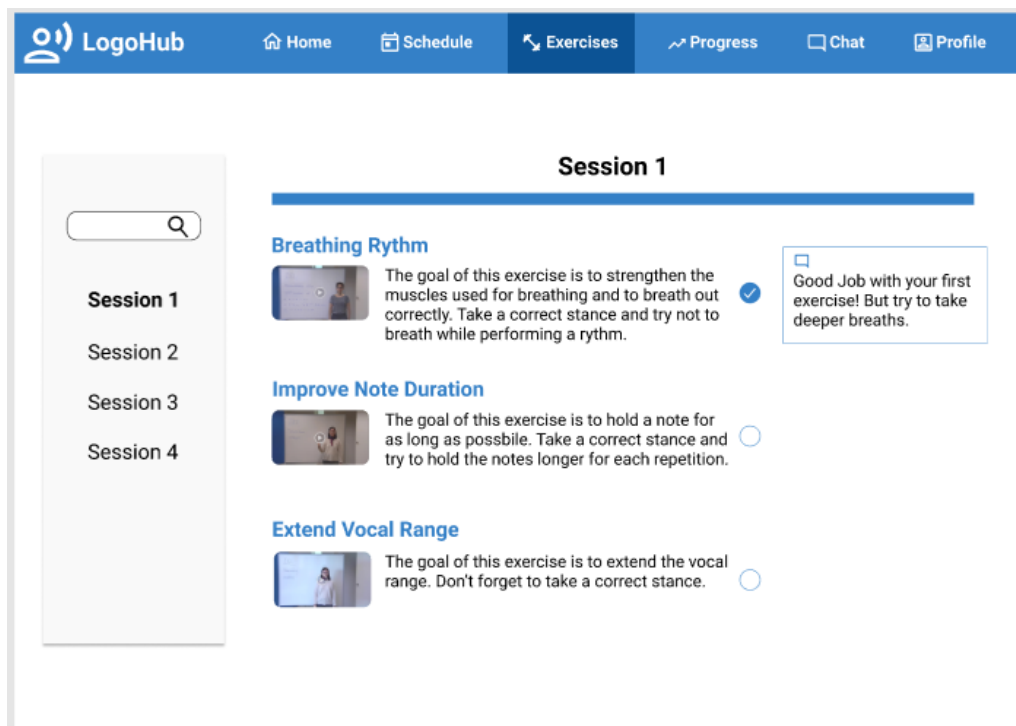 LogoHub
Home
Schedule
Exercises
Progress
Chat
Profile
Session 1
Session 2
Session 3
Session 4
Session 1
Breathing Rythm
The goal of this exercise is to strengthen the
muscles used for breathing and to breath out
correctly. Take a correct stance and try not to
breath while performing a rythm.
Good Job with your first
exercise! But try to take
deeper breaths.
Improve Note Duration
The goal of this exercise is to hold a note for
as long as possbile. Take a correct stance and
try to hold the notes longer for each repetition.
Extend Vocal Range
The goal of this exercise is to extend the vocal
range. Don't forget to take a correct stance.